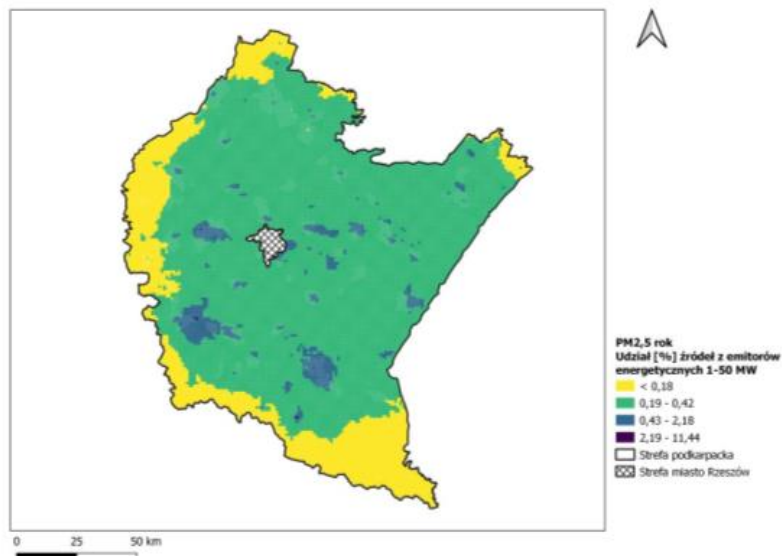 PM2,5 rok
Udział [%] źródeł z emitorów
energetycznych 1-50 MW
< 0,18
0,19 - 0,42
0,43 - 2,18
2,19 - 11,44
Strefa podkarpacka
Strefa miasto Rzeszów
0 25 50 km